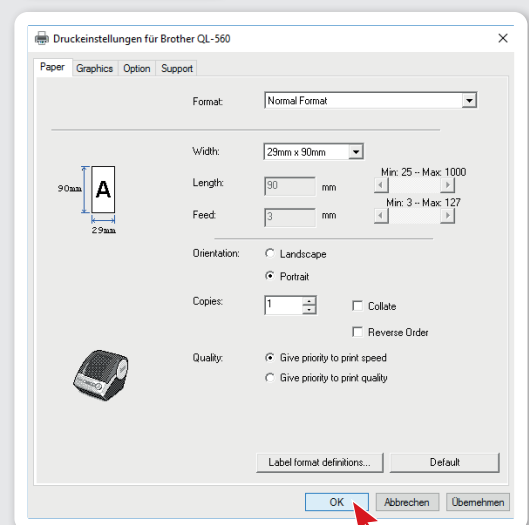 Druckeinstellungen für Brother QL-560
Paper Graphics Option Support
Format: Normal Format
Width: 29mm x 90mm
Length: 90 mm Min: 25 -- Max: 1000
Feed: 3 mm Min: 3 -- Max: 127
90mm
A
29mm
Orientation: Landscape
Portrait
Copies: 1 Collate
Reverse Order
Quality: Give priority to print speed
Give priority to print quality
Label format definitions... Default
OK Abbrechen Übernehmen